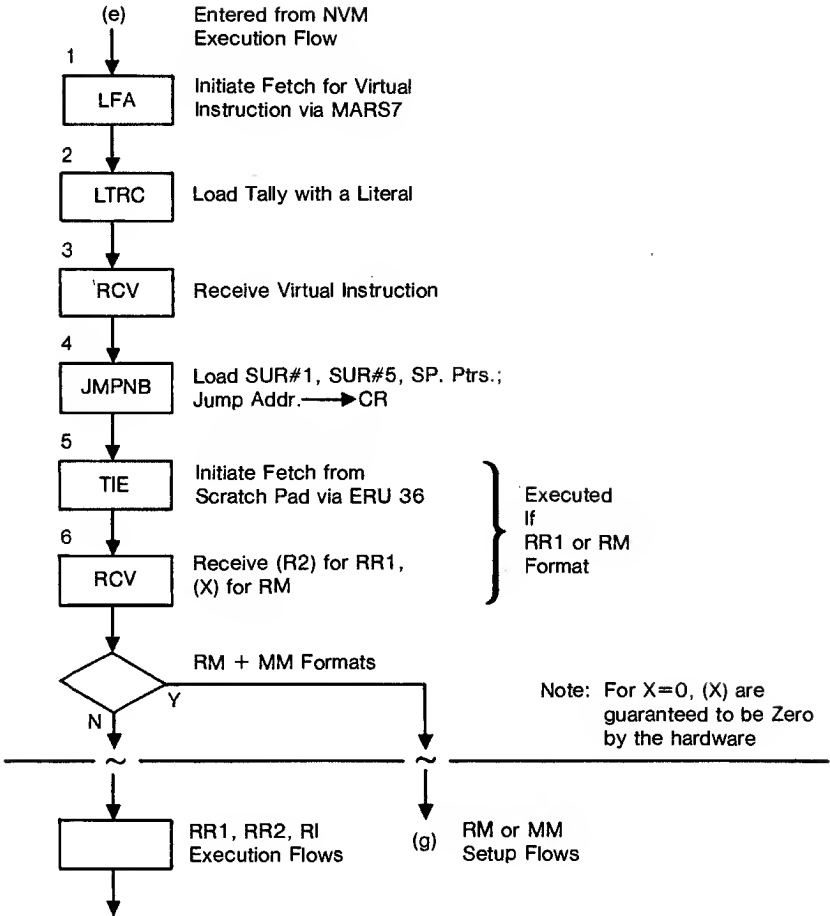 (e)
Entered from NVM
Execution Flow
1
LFA
Initiate Fetch for Virtual
Instruction via MARS7
2
LTRC
Load Tally with a Literal
3
RCV
Receive Virtual Instruction
4
JMPNB
Load SUR#1, SUR#5, SP. Ptrs.;
Jump Addr.→CR
5
TIE
Initiate Fetch from
Scratch Pad via ERU 36
6
RCV
Receive (R2) for RR1,
(X) for RM
Executed
If
RR1 or RM
Format
RM + MM Formats
Y
N
Note: For X=0, (X) are
guaranteed to be Zero
by the hardware
~
~
RR1, RR2, RI
Execution Flows
(g)
RM or MM
Setup Flows